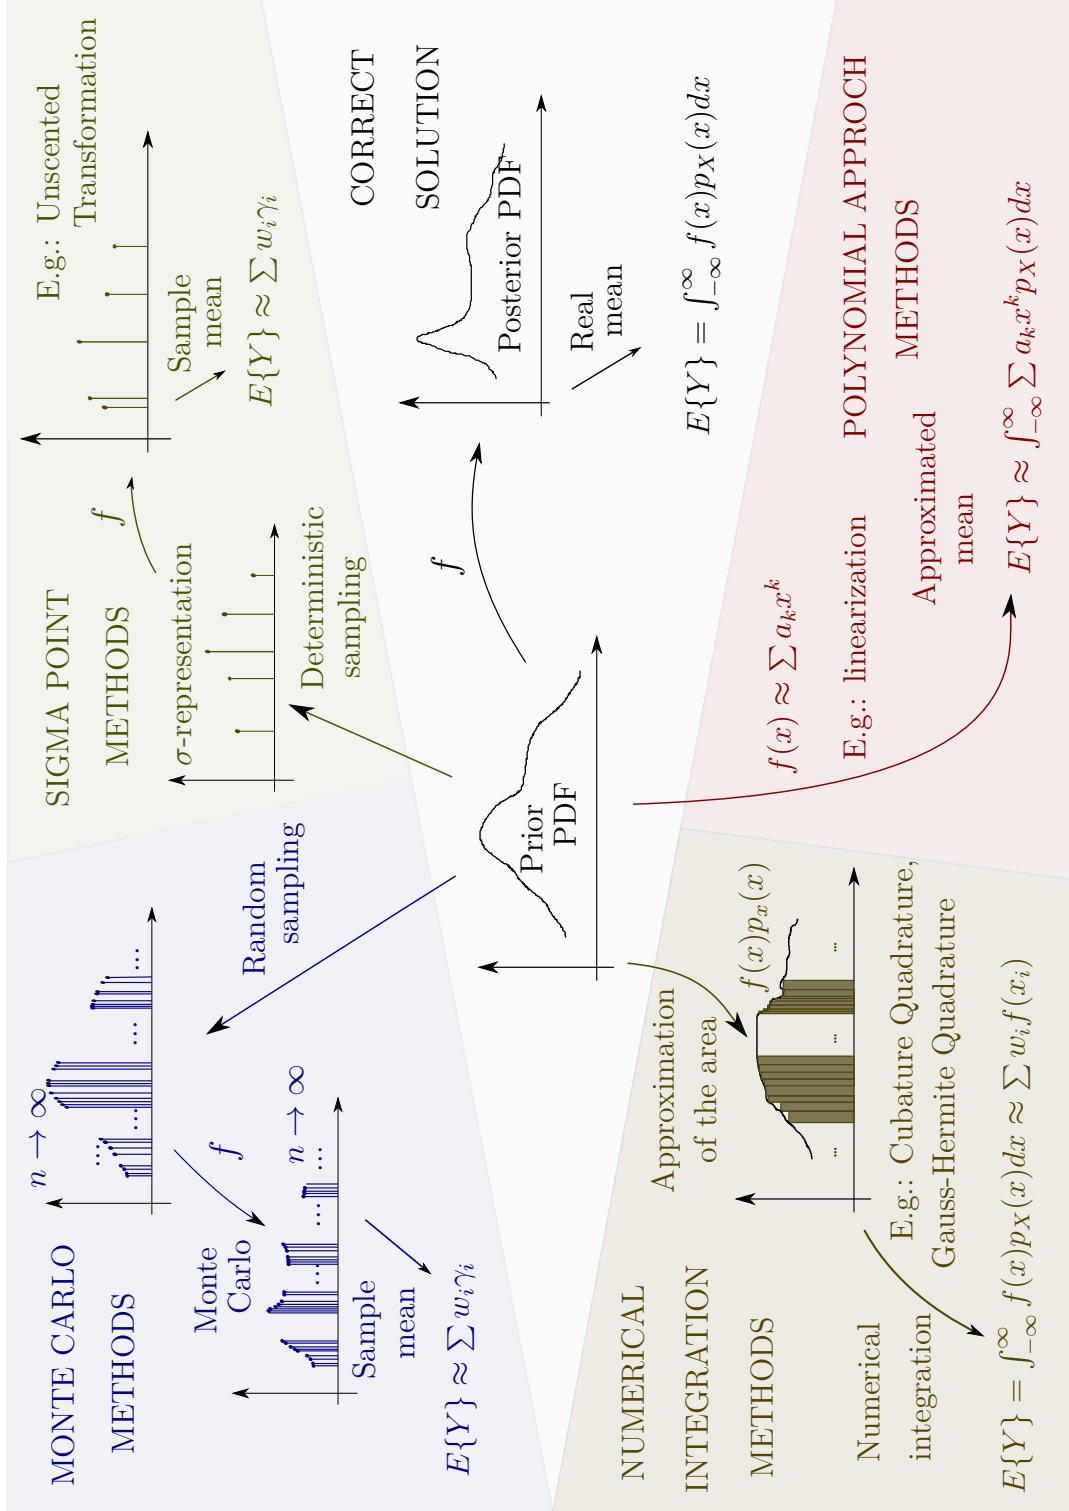 MONTE CARLO
METHODS
n → ∞
...
...
...
...
Random
sampling
f
Monte
Carlo
n → ∞
...
...
...
Sample
mean
E{Y} ≈ ∑ w_i γ_i
SIGMA POINT
METHODS
σ-representation
Deterministic
sampling
f
E.g.: Unscented
Transformation
Sample
mean
E{Y} ≈ ∑ w_i γ_i
Prior
PDF
f
CORRECT
SOLUTION
Posterior PDF
Real
mean
E{Y} = ∫_{-∞}^{∞} f(x)p_X(x)dx
NUMERICAL
INTEGRATION
METHODS
Approximation
of the area
f(x)p_x(x)
...
...
...
E.g.: Cubature Quadrature,
Gauss-Hermite Quadrature
Numerical
integration
E{Y} = ∫_{-∞}^{∞} f(x)p_X(x)dx ≈ ∑ w_i f(x_i)
POLYNOMIAL APPROCH
METHODS
f(x) ≈ ∑ a_k x^k
E.g.: linearization
Approximated
mean
E{Y} ≈ ∫_{-∞}^{∞} ∑ a_k x^k p_X(x)dx